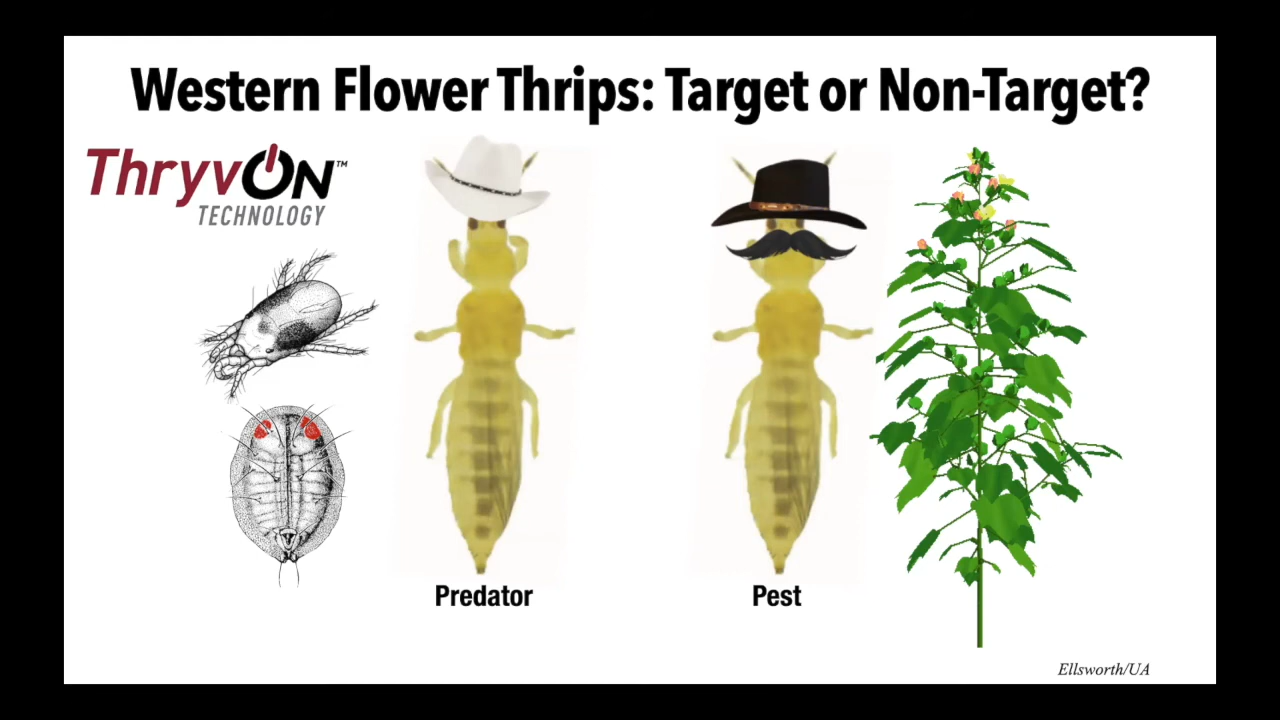 Western Flower Thrips: Target or Non-Target?
ThryvON™
TECHNOLOGY
Predator
Pest
Ellsworth/UA